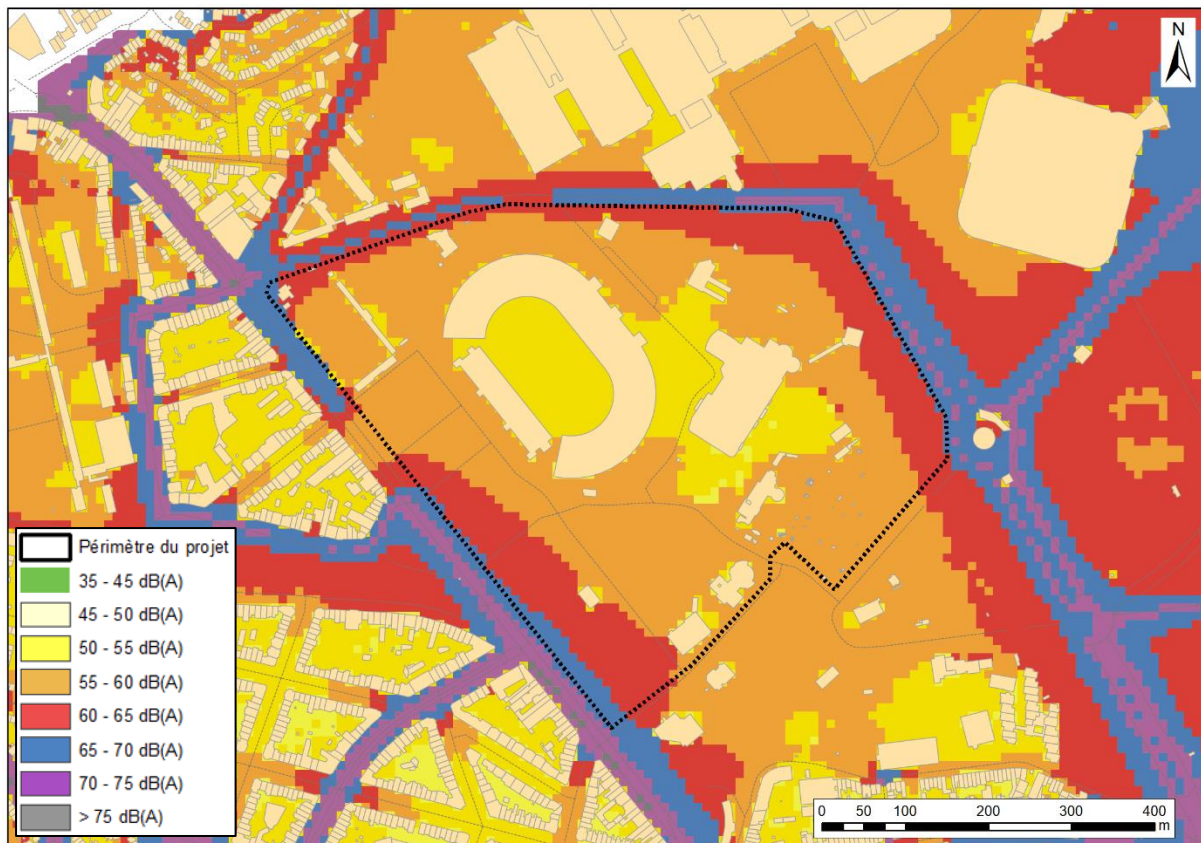 N
Périmètre du projet
35 - 45 dB(A)
45 - 50 dB(A)
50 - 55 dB(A)
55 - 60 dB(A)
60 - 65 dB(A)
65 - 70 dB(A)
70 - 75 dB(A)
> 75 dB(A)
0 50 100 200 300 400
m